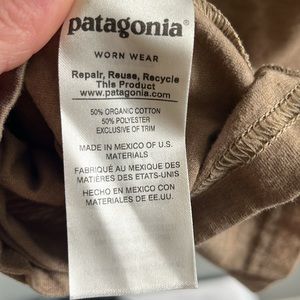 patagonia®
WORN WEAR
Repair, Reuse, Recycle
This Product
www.patagonia.com
50% ORGANIC COTTON
50% POLYESTER
EXCLUSIVE OF TRIM
MADE IN MEXICO OF U.S.
MATERIALS
FABRIQUÉ AU MEXIQUE DES
MATIÈRES DES ETATS-UNIS
HECHO EN MEXICO CON
MATERIALES DE EE.UU.